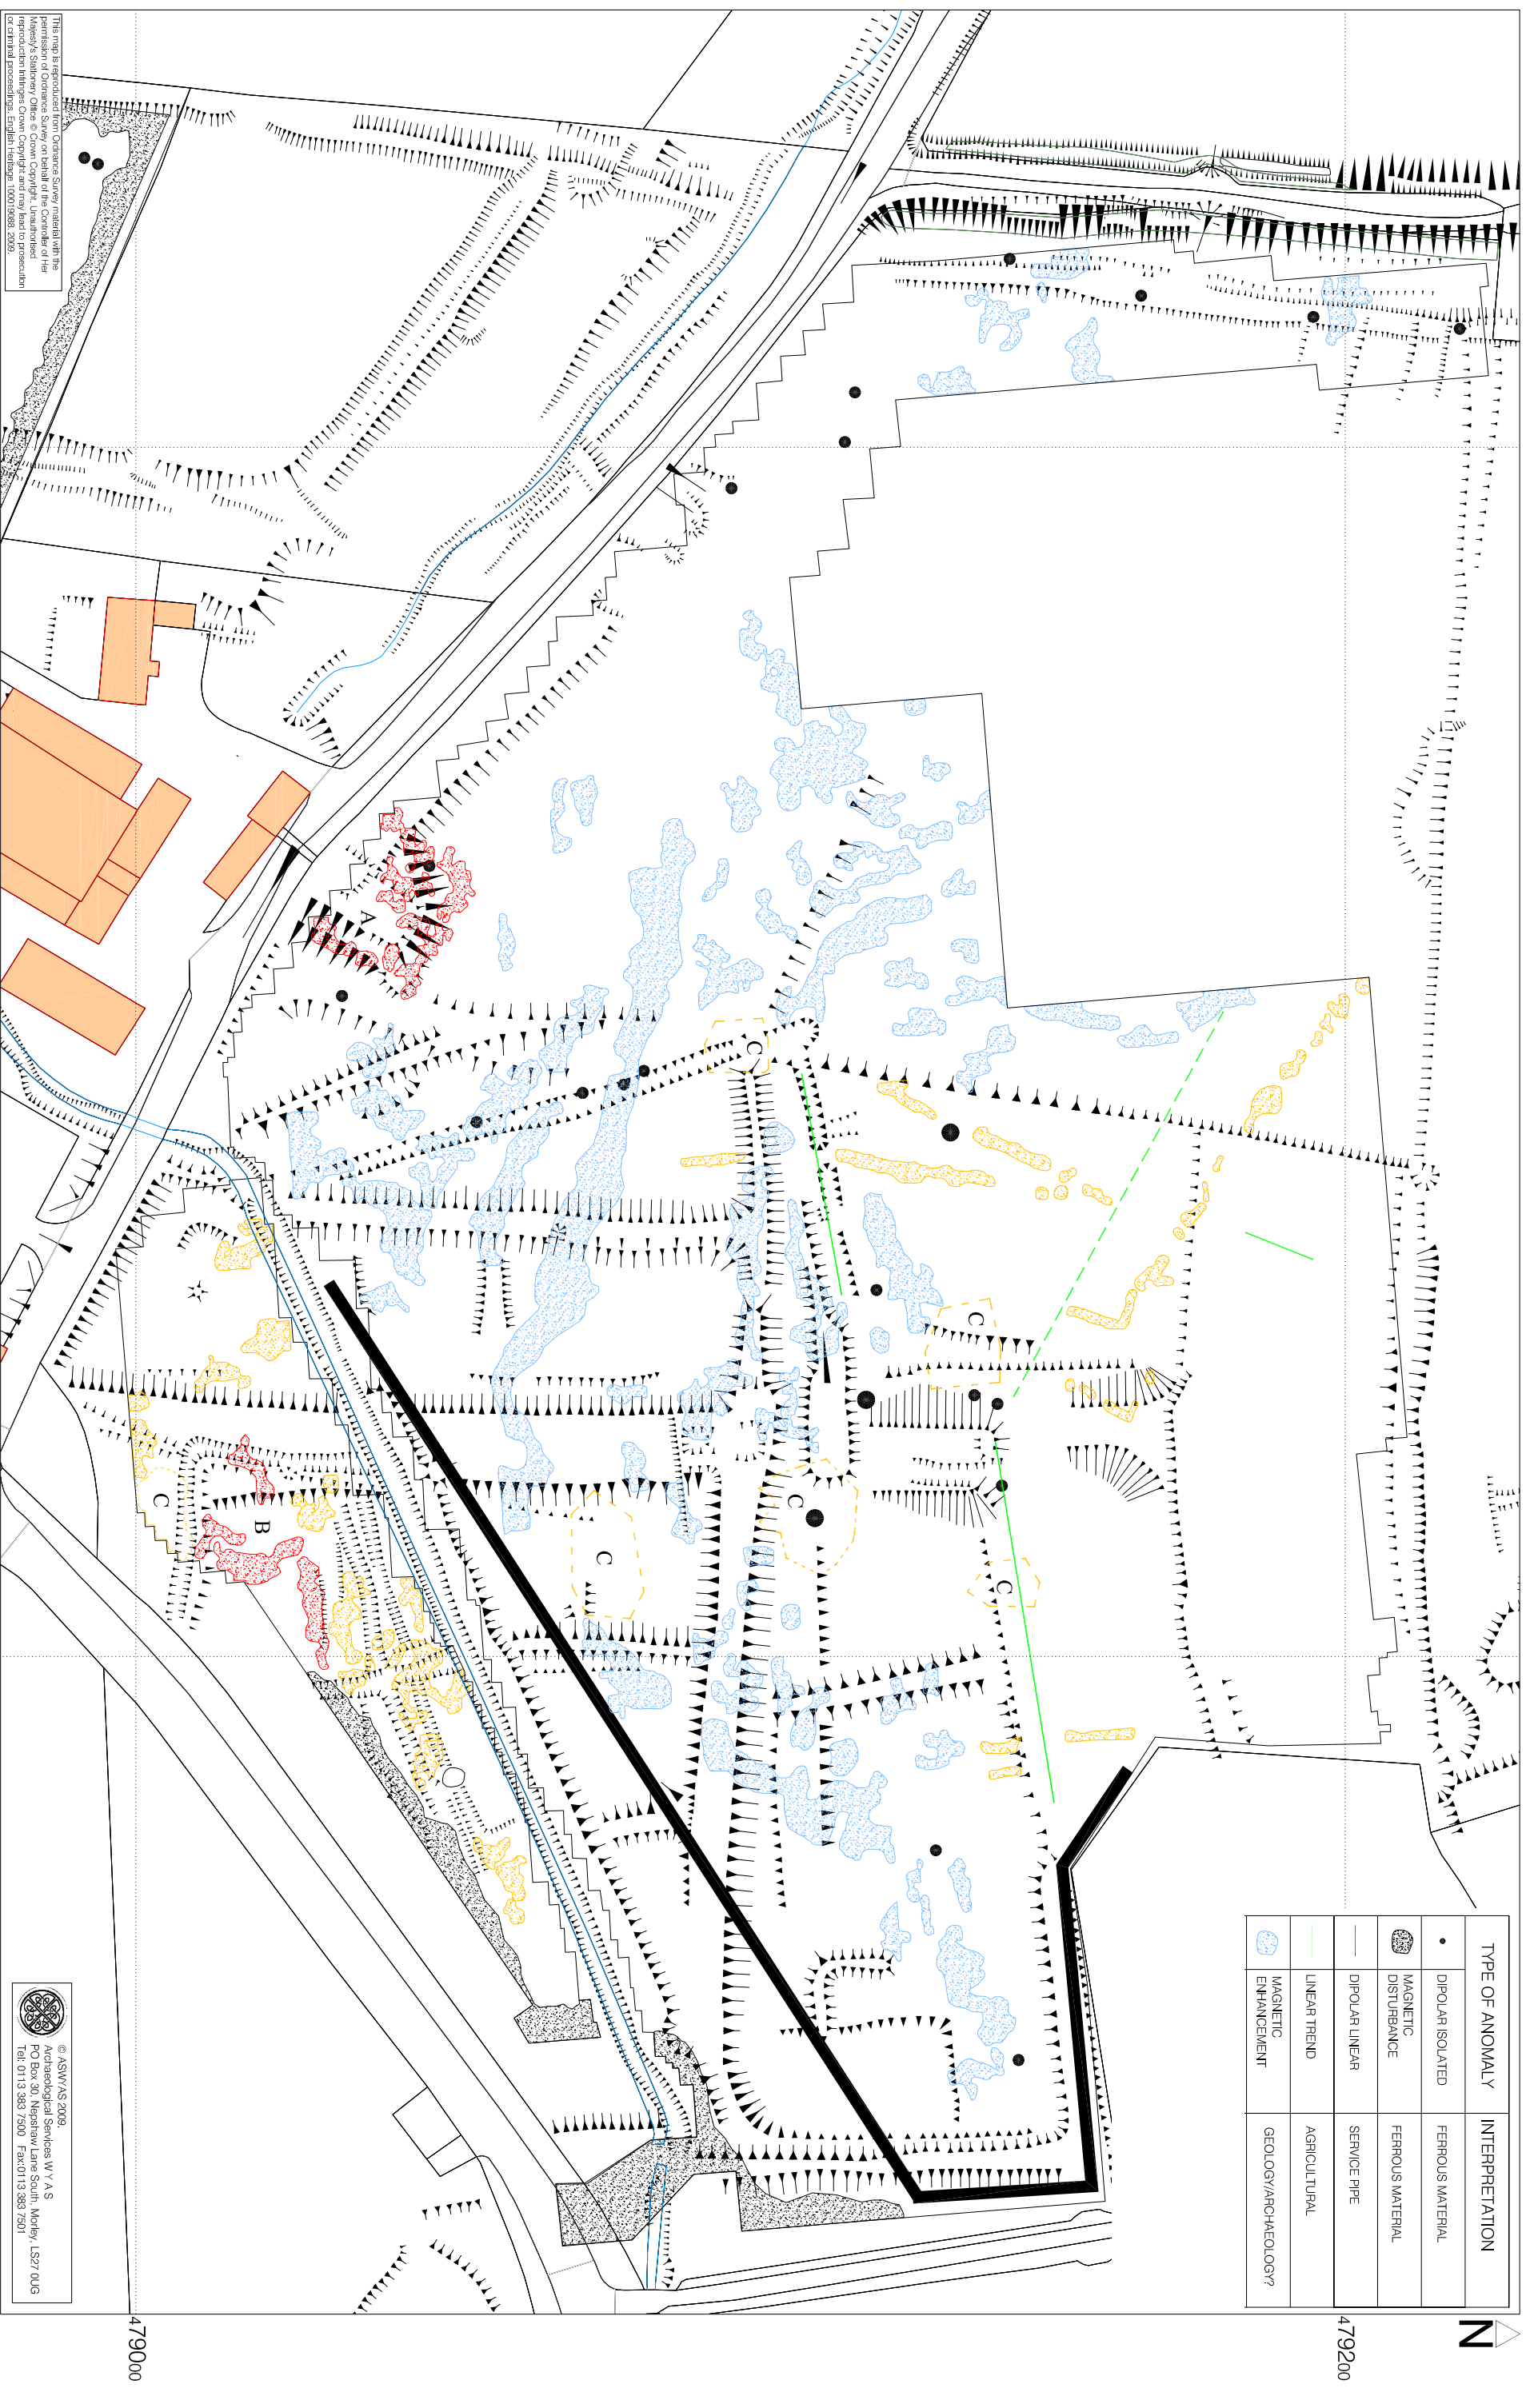 This map is reproduced from Ordnance Survey material with the
permission of Ordnance Survey on behalf of the Controller of Her
Majesty's Stationery Office © Crown Copyright. Unauthorised
reproduction infringes Crown Copyright and may lead to prosecution
or criminal proceedings. English Heritage 100019088. 2009.
TYPE OF ANOMALY INTERPRETATION
DIPOLAR ISOLATED FERROUS MATERIAL
MAGNETIC
DISTURBANCE FERROUS MATERIAL
DIPOLAR LINEAR SERVICE PIPE
LINEAR TREND AGRICULTURAL
MAGNETIC
ENHANCEMENT GEOLOGY/ARCHAEOLOGY?
A
B
C
C
C
C
C
C
© ASWYAS 2009.
Archaeological Services W Y A S
PO Box 30, Nepshaw Lane South, Morley, LS27 0UG
Tel: 0113 383 7500 Fax:0113 383 7501
N
479200
479000